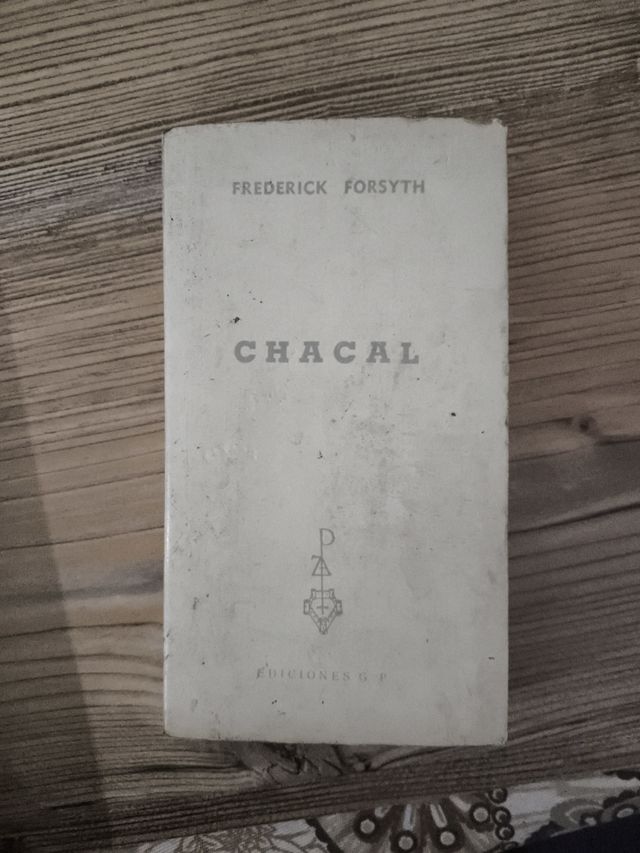 FREDERICK FORSYTH
CHACAL
P
Z
EDICIONES G P